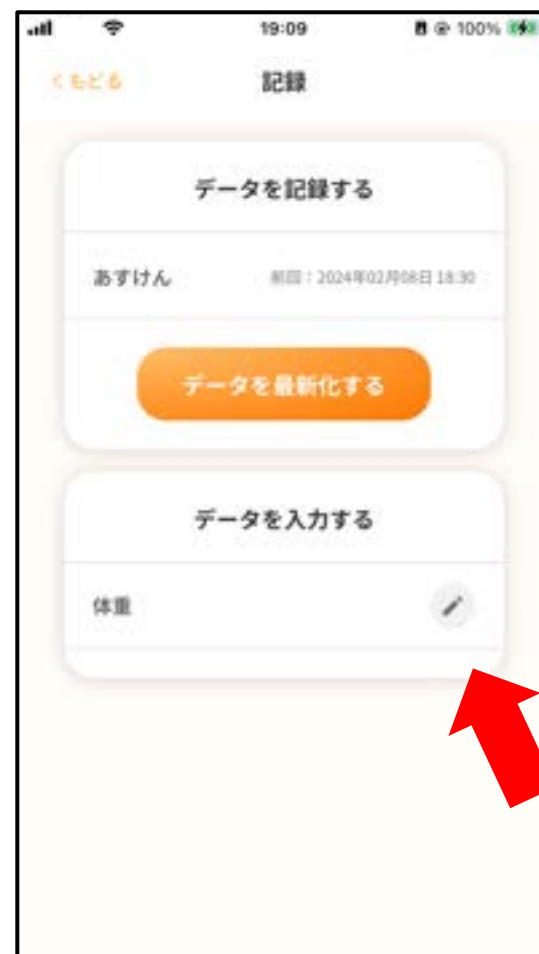 19:09
100%
くもどる
記録
データを記録する
あすけん
前回：2024年02月08日 18:30
データを最新化する
データを入力する
体重